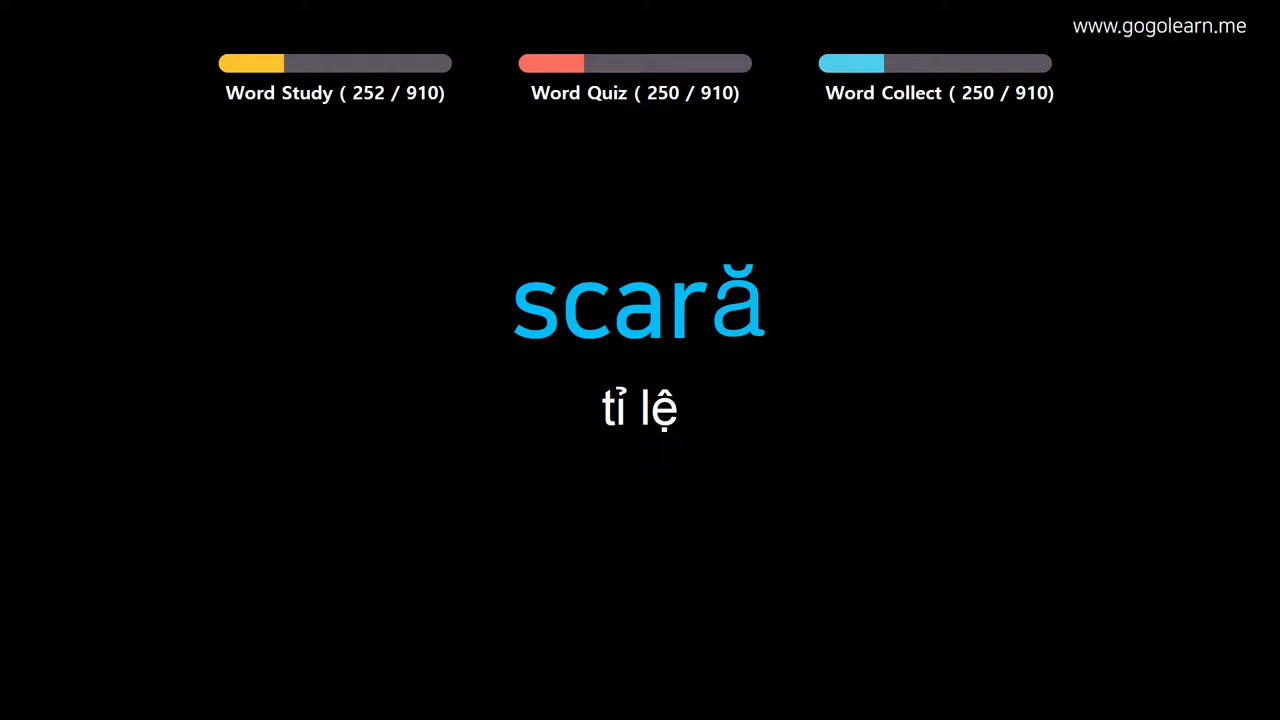 www.gogolearn.me
Word Study ( 252 / 910)
Word Quiz ( 250 / 910)
Word Collect ( 250 / 910)
scară
tỉ lệ